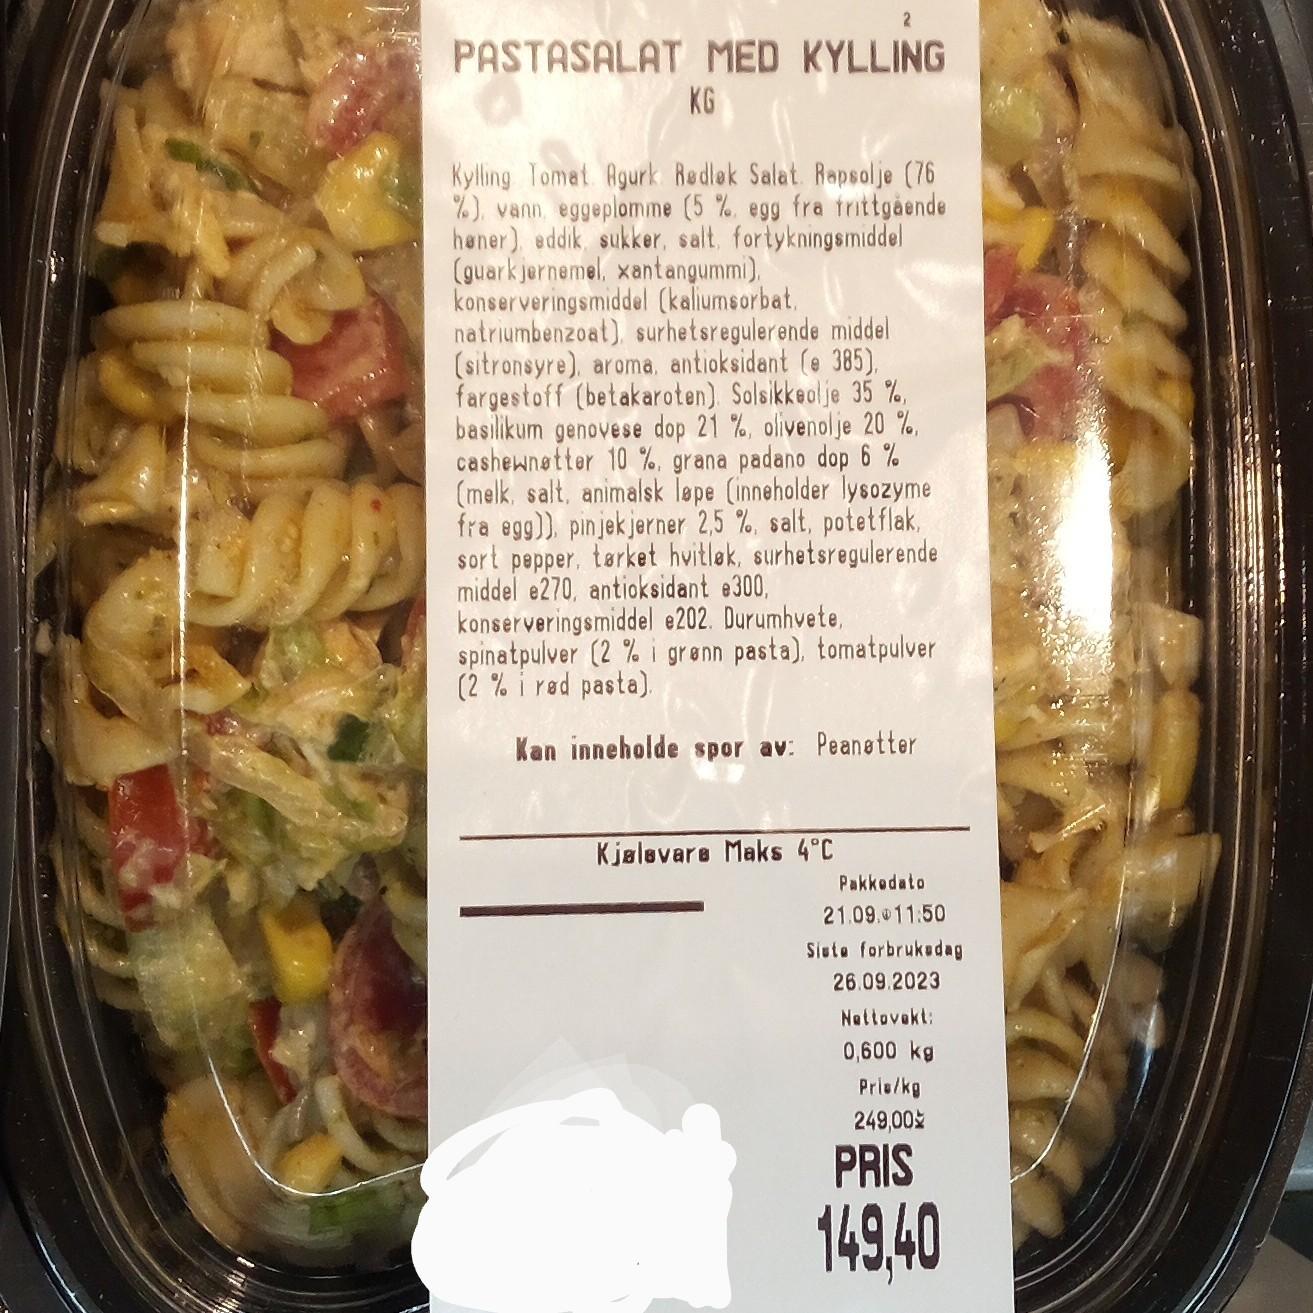 2
PASTASALAT MED KYLLING
KG
Kylling Tomat. Agurk. Rødløk Salat. Rapsolje (76
%), vann, eggeplomme (5 %, egg fra frittgående
høner), eddik, sukker, salt, fortykningsmiddel
(guarkjernemel, xantangummi),
konserveringsmiddel (kaliumsorbat,
natriumbenzoat), surhetsregulerende middel
(sitronsyre), aroma, antioksidant (e 385),
fargestoff (betakaroten). Solsikkeolje 35 %,
basilikum genovese dop 21 %, olivenolje 20 %,
cashewnøtter 10 %, grana padano dop 6 %
(melk, salt, animalsk løpe (inneholder lysozyme
fra egg)), pinjekjerner 2,5 %, salt, potetflak,
sort pepper, tørket hvitløk, surhetsregulerende
middel e270, antioksidant e300,
konserveringsmiddel e202. Durumhvete,
spinatpulver (2 % i grønn pasta), tomatpulver
(2 % i rød pasta).
Kan inneholde spor av: Peanøtter
Kjølevare Maks 4°C
Pakkedato
21.09. 11:50
Siste forbruksdag
26.09.2023
Nettovekt:
0,600 kg
Pris/kg
249,00
PRIS
149,40